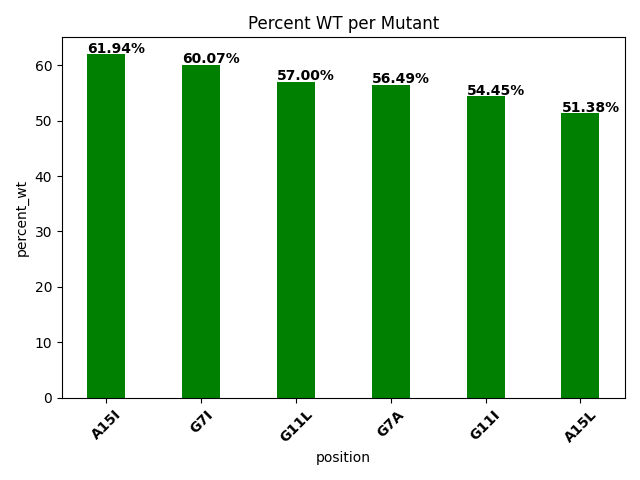 Percent WT per Mutant
61.94%
60.07%
57.00%
56.49%
54.45%
51.38%
percent_wt
60
50
40
30
20
10
0
A15I
G7I
G11L
G7A
G11I
A15L
position